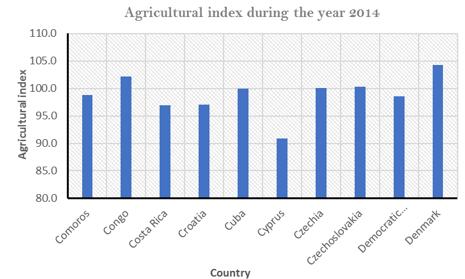 Agricultural index during the year 2014
110.0
105.0
100.0
95.0
90.0
85.0
80.0
Agricultural index
Comoros
Congo
Costa Rica
Croatia
Cuba
Cyprus
Czechia
Czechoslovakia
Democratic...
Denmark
Country